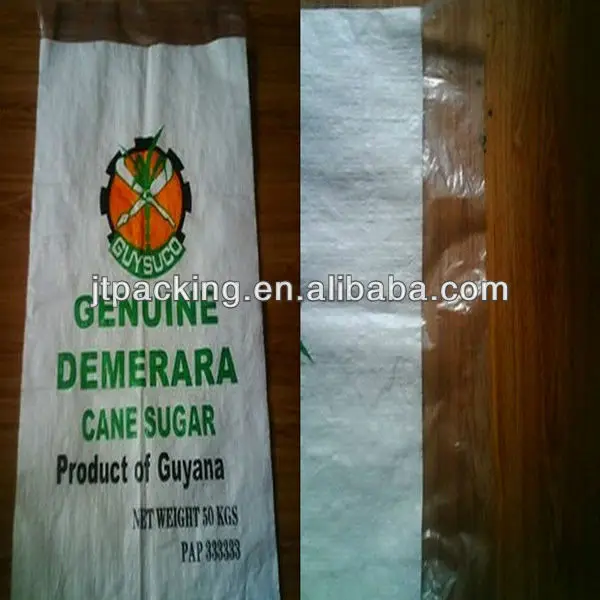 GUYSUCO
jtpacking.en.alibaba.com
GENUINE
DEMERARA
CANE SUGAR
Product of Guyana
NET WEIGHT 50 KGS
PAP 333333